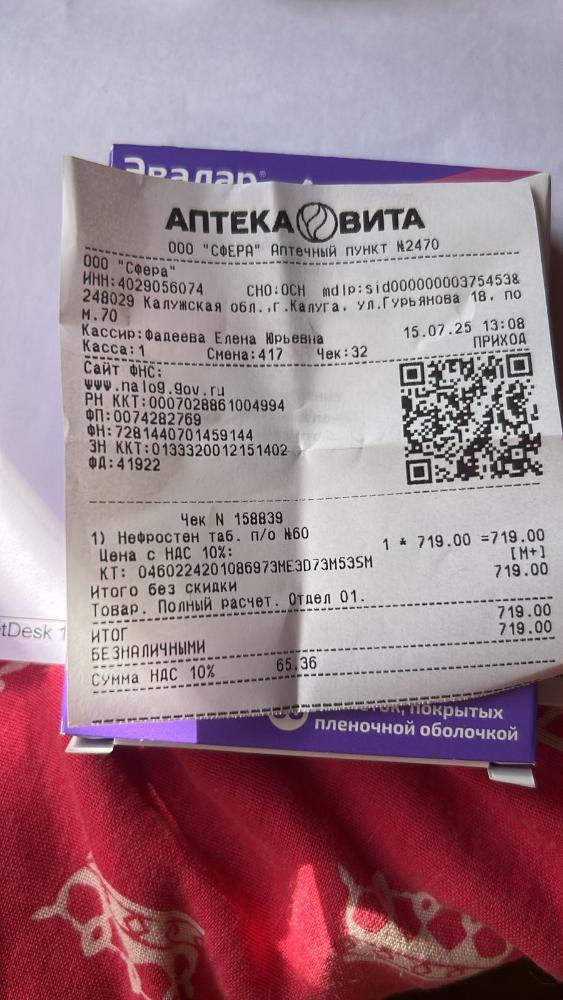 Эвалар®
АПТЕКА ВИТА
ООО "СФЕРА" Аптечный пункт №2470
ООО "Сфера"
ИНН:4029056074 СНО:ОСН mdlp:sid0000000037545З8
248029 Калужская обл.,г.Калуга, ул.Гурьянова 18, по
м.70
Кассир:Фадеева Елена Юрьевна 15.07.25 13:08
Касса:1 Смена:417 Чек:32 ПРИХОД
Сайт ФНС:
www.nalog.gov.ru
РН ККТ:0007028861004994
ФП:0074282769
ФН:7281440701459144
ЗН ККТ:0133320012151402
ФД:41922
Чек N 158839
1) Нефростен таб. п/о №60
Цена с НДС 10%: 1 * 719.00 =719.00
[М+]
КТ: 0460224201086973ME3D73M53SM
Итого без скидки 719.00
Товар. Полный расчет. Отдел 01.
ИТОГ 719.00
БЕЗНАЛИЧНЫМИ 719.00
Сумма НДС 10% 65.36
покрытых
пленочной оболочкой